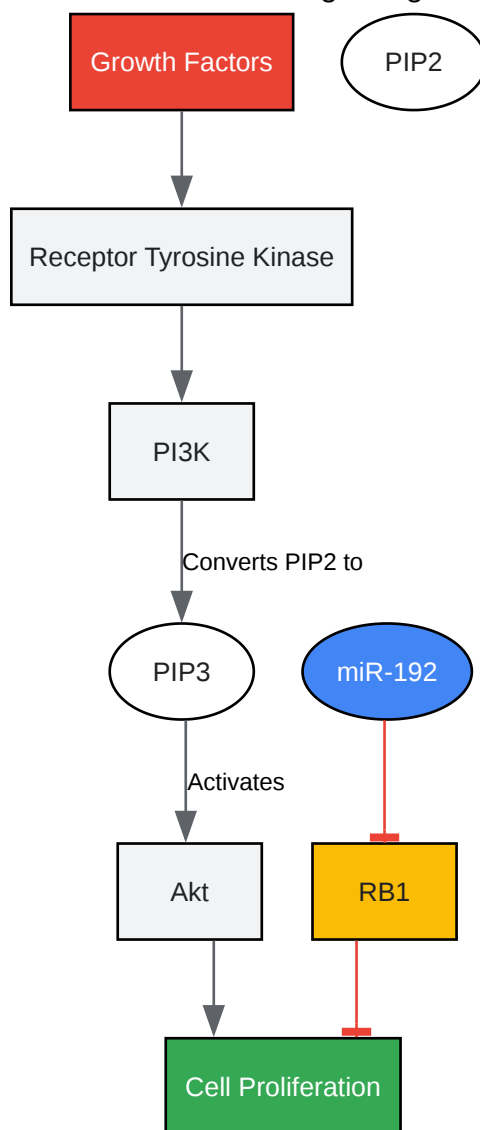 Growth Factors
PIP2
Receptor Tyrosine Kinase
PI3K
Converts PIP2 to
PIP3
miR-192
Activates
Akt
RB1
Cell Proliferation